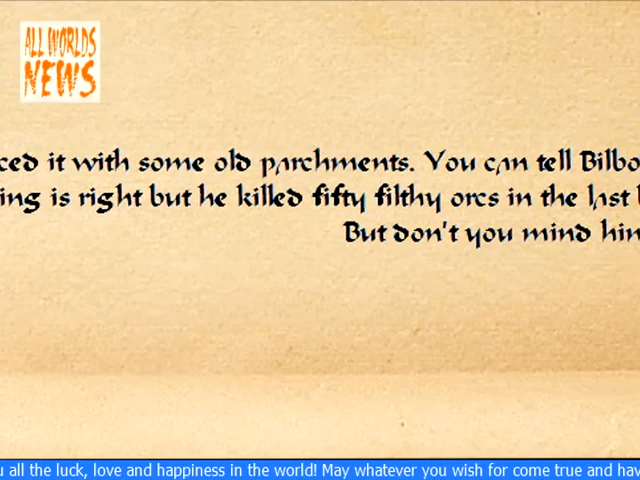 ALL WORLDS
NEWS
ced it with some old parchments. You can tell Bilbo
ing is right but he killed fifty filthy orcs in the last
But don't you mind him
all the luck, love and happiness in the world! May whatever you wish for come true and hav